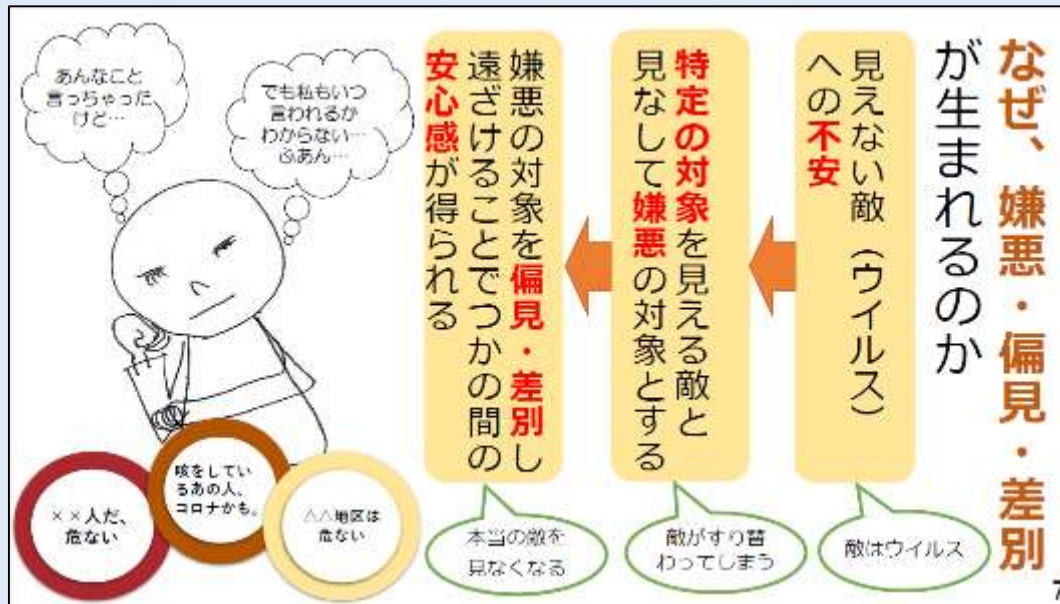 なぜ、嫌悪・偏見・差別
が生まれるのか
見えない敵（ウイルス）
への不安
敵はウイルス
特定の対象を見える敵と
見なして嫌悪の対象とする
敵がすり替
わってしまう
嫌悪の対象を偏見・差別し
遠ざけることでつかの間の
安心感が得られる
本当の敵を
見なくなる
でも私もいつ
言われるか
わからない…
ふあん…
あんなこと
言っちゃった
けど…
××人だ、
危ない
咳をしてい
るあの人、
コロナかも。
△△地区は
危ない
7